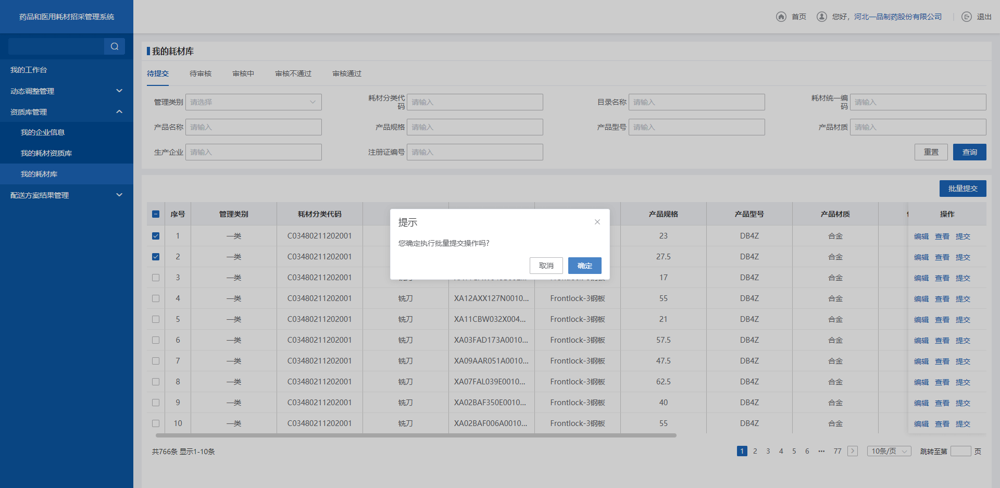 药品和医用耗材招采管理系统
首页 您好，河北一品制药股份有限公司 退出
我的工作台
动态调整管理
资质库管理
我的企业信息
我的耗材资质库
我的耗材库
配送方案结果管理
我的耗材库
待提交 待审核 审核中 审核不通过 审核通过
管理类别 请选择 耗材分类代码 请输入 目录名称 请输入 耗材统一编码 请输入
产品名称 请输入 产品规格 请输入 产品型号 请输入 产品材质 请输入
生产企业 请输入 注册证编号 请输入 重置 查询
批量提交
序号 管理类别 耗材分类代码 产品规格 产品型号 产品材质 操作
提示
您确定执行批量提交操作吗?
取消 确定
1 一类 C03480211202001 23 DB4Z 合金 编辑 查看 提交
2 一类 C03480211202001 27.5 DB4Z 合金 编辑 查看 提交
3 一类 C03480211202001 17 DB4Z 合金 编辑 查看 提交
4 一类 C03480211202001 铣刀 XA12AXX127N0010... Frontlock-3钢板 55 DB4Z 合金 编辑 查看 提交
5 一类 C03480211202001 铣刀 XA11CBW032X004... Frontlock-3钢板 21 DB4Z 合金 编辑 查看 提交
6 一类 C03480211202001 铣刀 XA03FAD173A0010... Frontlock-3钢板 57.5 DB4Z 合金 编辑 查看 提交
7 一类 C03480211202001 铣刀 XA09AAR051A0010... Frontlock-3钢板 47.5 DB4Z 合金 编辑 查看 提交
8 一类 C03480211202001 铣刀 XA07FAL039E0010... Frontlock-3钢板 62.5 DB4Z 合金 编辑 查看 提交
9 一类 C03480211202001 铣刀 XA02BAF350E0010... Frontlock-3钢板 40 DB4Z 合金 编辑 查看 提交
10 一类 C03480211202001 铣刀 XA02BAF006A0010... Frontlock-3钢板 55 DB4Z 合金 编辑 查看 提交
共766条 显示1-10条 1 2 3 4 5 6 ••• 77 10条/页 跳转至第 页